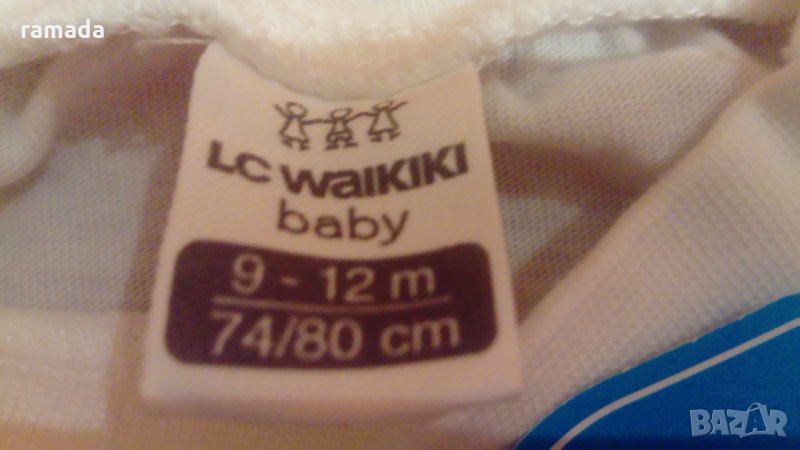 ramada
LC WAIKIKI
baby
9 - 12 m
74/80 cm
BAZAR